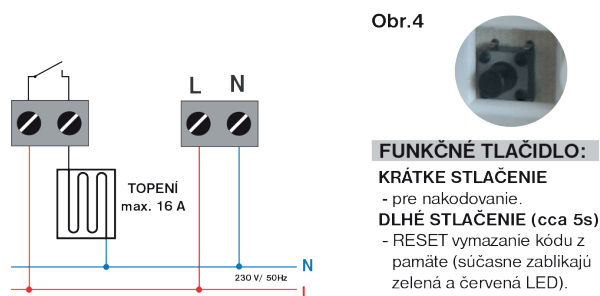 L N
TOPENÍ
max. 16 A
N
230 V/ 50Hz
L
Obr.4
FUNKČNÉ TLAČIDLO:
KRÁTKE STLAČENIE
- pre nakodovanie.
DLHÉ STLAČENIE (cca 5s)
- RESET vymazanie kódu z
pamäte (súčasne zablikajú
zelená a červená LED).